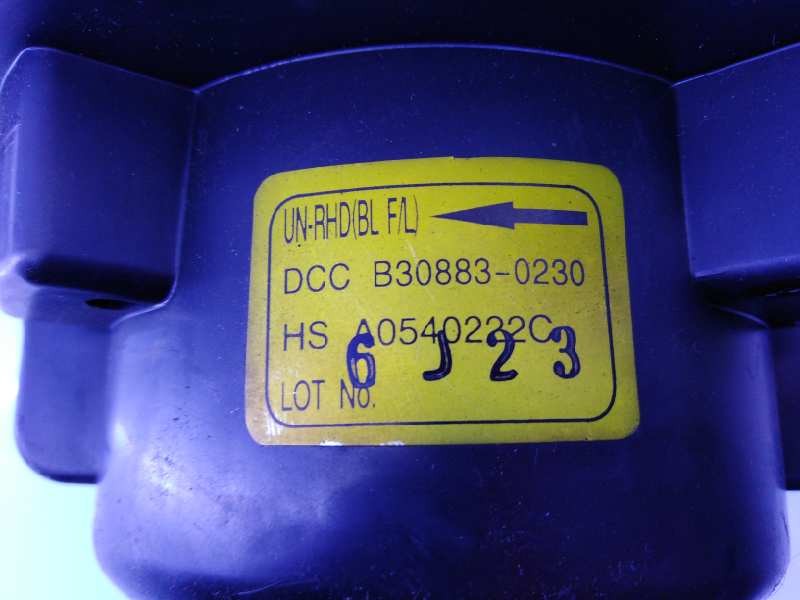 UN-RHD(BL F/L)
DCC B30883-0230
HS A0540222C
6 J 2 3
LOT No.